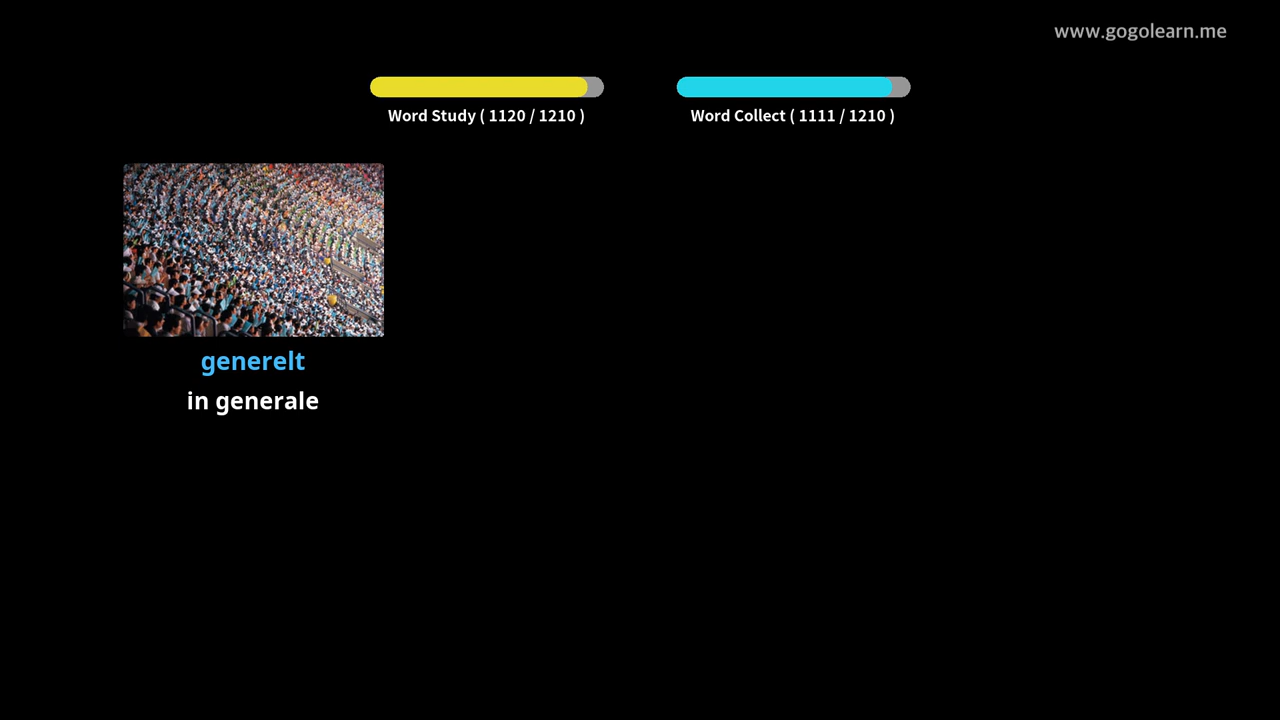 www.gogolearn.me
Word Study ( 1120 / 1210 )
Word Collect ( 1111 / 1210 )
generelt
in generale